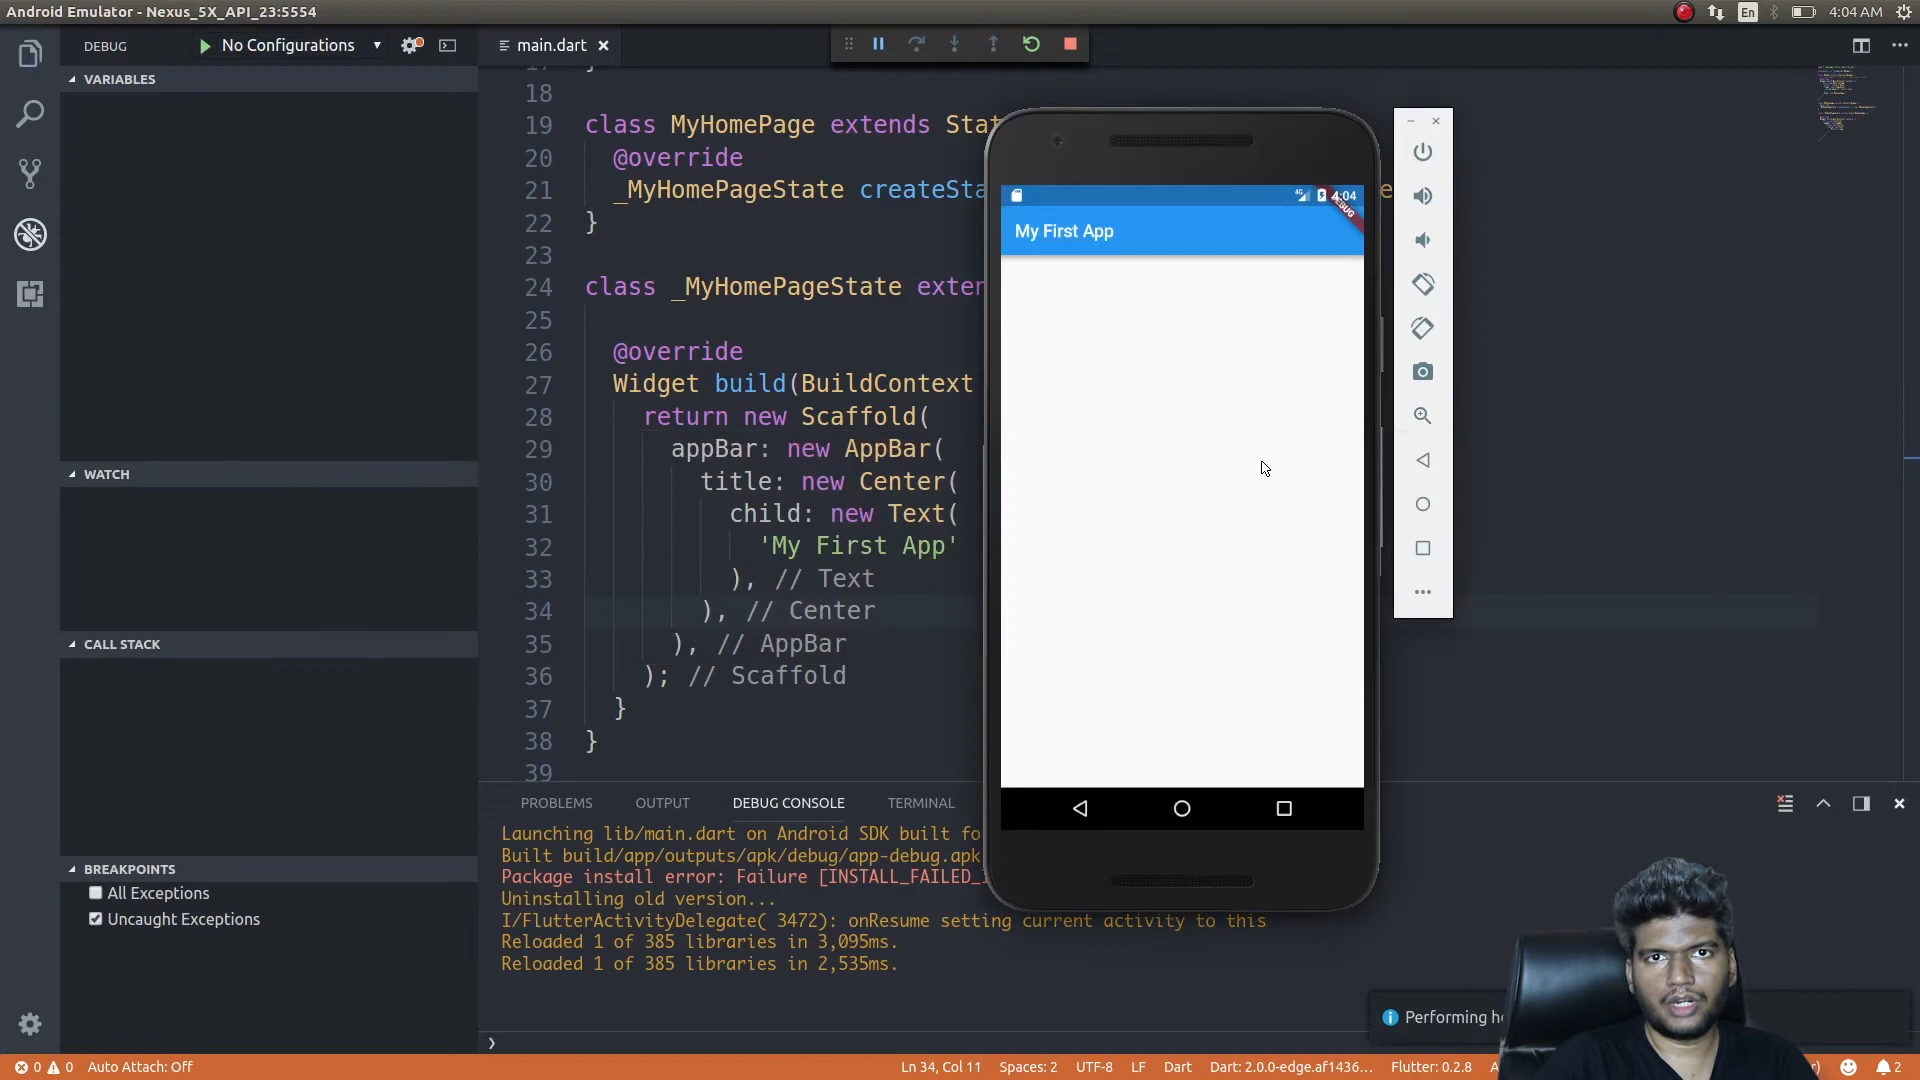 Android Emulator - Nexus_5X_API_23:5554
En
4:04 AM
DEBUG
No Configurations
main.dart
VARIABLES
WATCH
CALL STACK
BREAKPOINTS
All Exceptions
Uncaught Exceptions
18
19 class MyHomePage extends Stat
20 @override
21 _MyHomePageState createSta
e
22 }
23
24 class _MyHomePageState exten
25
26 @override
27 Widget build(BuildContext
28 return new Scaffold(
29 appBar: new AppBar(
30 title: new Center(
31 child: new Text(
32 'My First App'
33 ), // Text
34 ), // Center
35 ), // AppBar
36 ); // Scaffold
37 }
38 }
39
4G
4:04
DEBUG
My First App
PROBLEMS
OUTPUT
DEBUG CONSOLE
TERMINAL
Launching lib/main.dart on Android SDK built fo
Built build/app/outputs/apk/debug/app-debug.apk
Package install error: Failure [INSTALL_FAILED_
Uninstalling old version...
I/FlutterActivityDelegate( 3472): onResume setting current activity to this
Reloaded 1 of 385 libraries in 3,095ms.
Reloaded 1 of 385 libraries in 2,535ms.
Performing h
0
0
Auto Attach: Off
Ln 34, Col 11
Spaces: 2
UTF-8
LF
Dart
Dart: 2.0.0-edge.af1436...
Flutter: 0.2.8
2